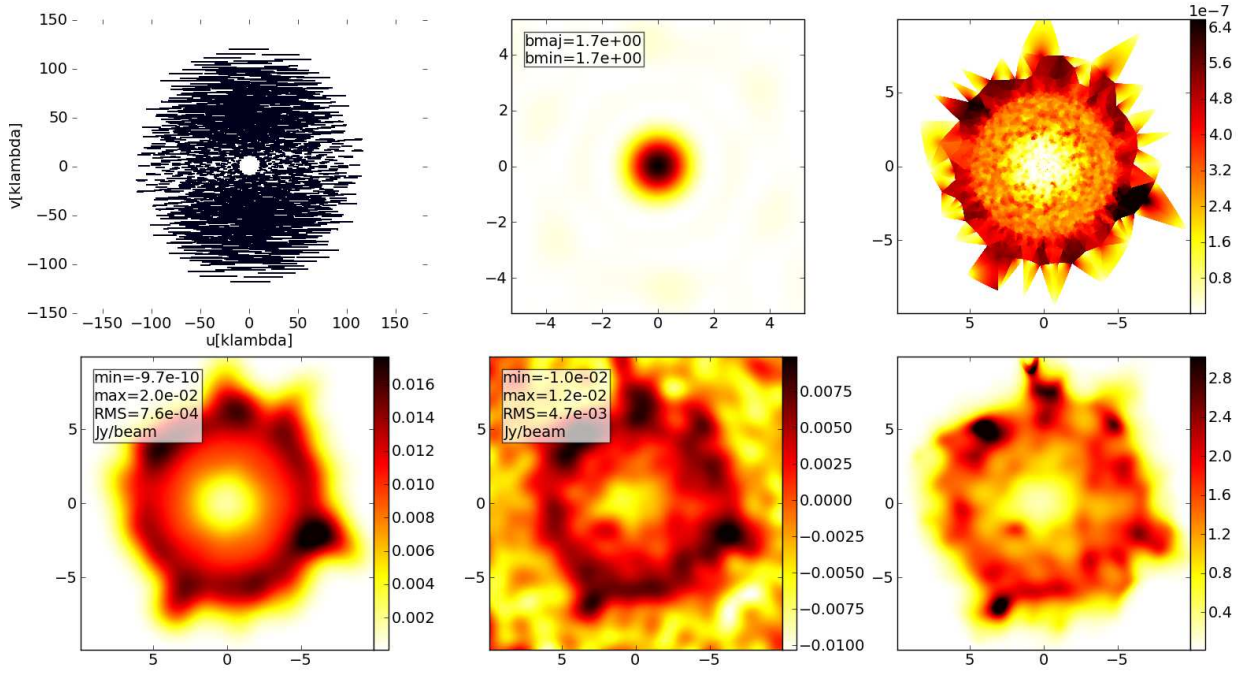 150
100
50
0
−50
−100
−150
v[klambda]
−150 −100 −50 0 50 100 150
u[klambda]
bmaj=1.7e+00
bmin=1.7e+00
4
2
0
−2
−4
−4 −2 0 2 4
1e−7
6.4
5.6
4.8
4.0
3.2
2.4
1.6
0.8
5
0
−5
5 0 −5
min=-9.7e-10
max=2.0e-02
RMS=7.6e-04
Jy/beam
5
0
−5
5 0 −5
0.016
0.014
0.012
0.010
0.008
0.006
0.004
0.002
min=-1.0e-02
max=1.2e-02
RMS=4.7e-03
Jy/beam
5
0
−5
5 0 −5
0.0075
0.0050
0.0025
0.0000
−0.0025
−0.0050
−0.0075
−0.0100
5
0
−5
5 0 −5
2.8
2.4
2.0
1.6
1.2
0.8
0.4